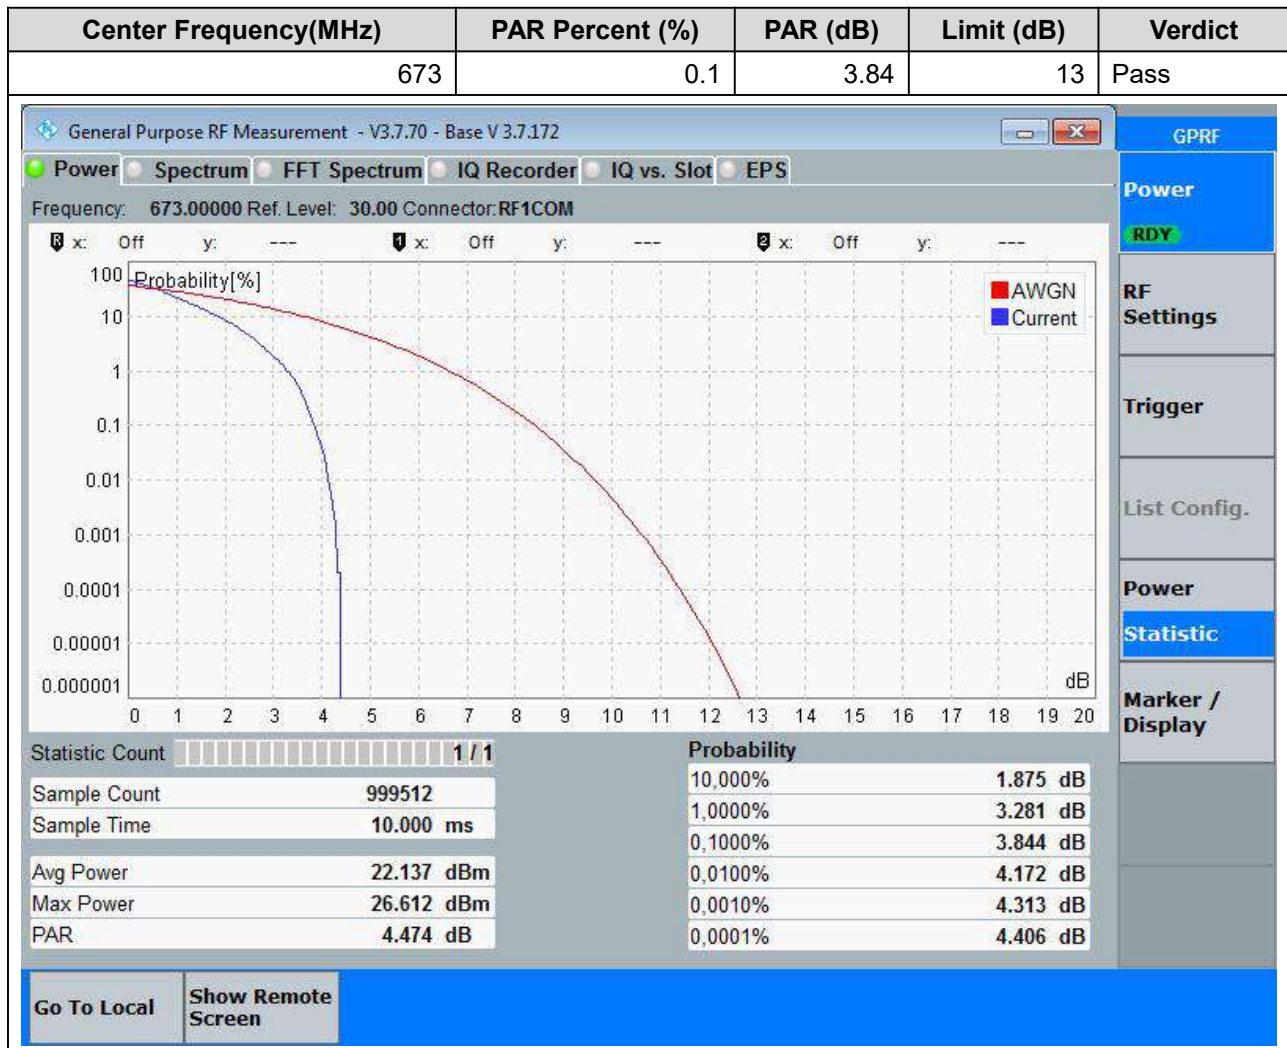 Center Frequency(MHz) PAR Percent (%) PAR (dB) Limit (dB) Verdict
673 0.1 3.84 13 Pass
General Purpose RF Measurement - V3.7.70 - Base V 3.7.172
GPRF
Power Spectrum FFT Spectrum IQ Recorder IQ vs. Slot EPS
Frequency: 673.00000 Ref. Level: 30.00 Connector: RF1COM
R x: Off y: --- 1 x: Off y: --- 2 x: Off y: ---
Probability[%]
AWGN
Current
100
10
1
0.1
0.01
0.001
0.0001
0.00001
0.000001
dB
0 1 2 3 4 5 6 7 8 9 10 11 12 13 14 15 16 17 18 19 20
Statistic Count 1 / 1
Sample Count 999512
Sample Time 10.000 ms
Avg Power 22.137 dBm
Max Power 26.612 dBm
PAR 4.474 dB
Probability
10,000% 1.875 dB
1,0000% 3.281 dB
0,1000% 3.844 dB
0,0100% 4.172 dB
0,0010% 4.313 dB
0,0001% 4.406 dB
Power
RDY
RF
Settings
Trigger
List Config.
Power
Statistic
Marker /
Display
Go To Local
Show Remote
Screen